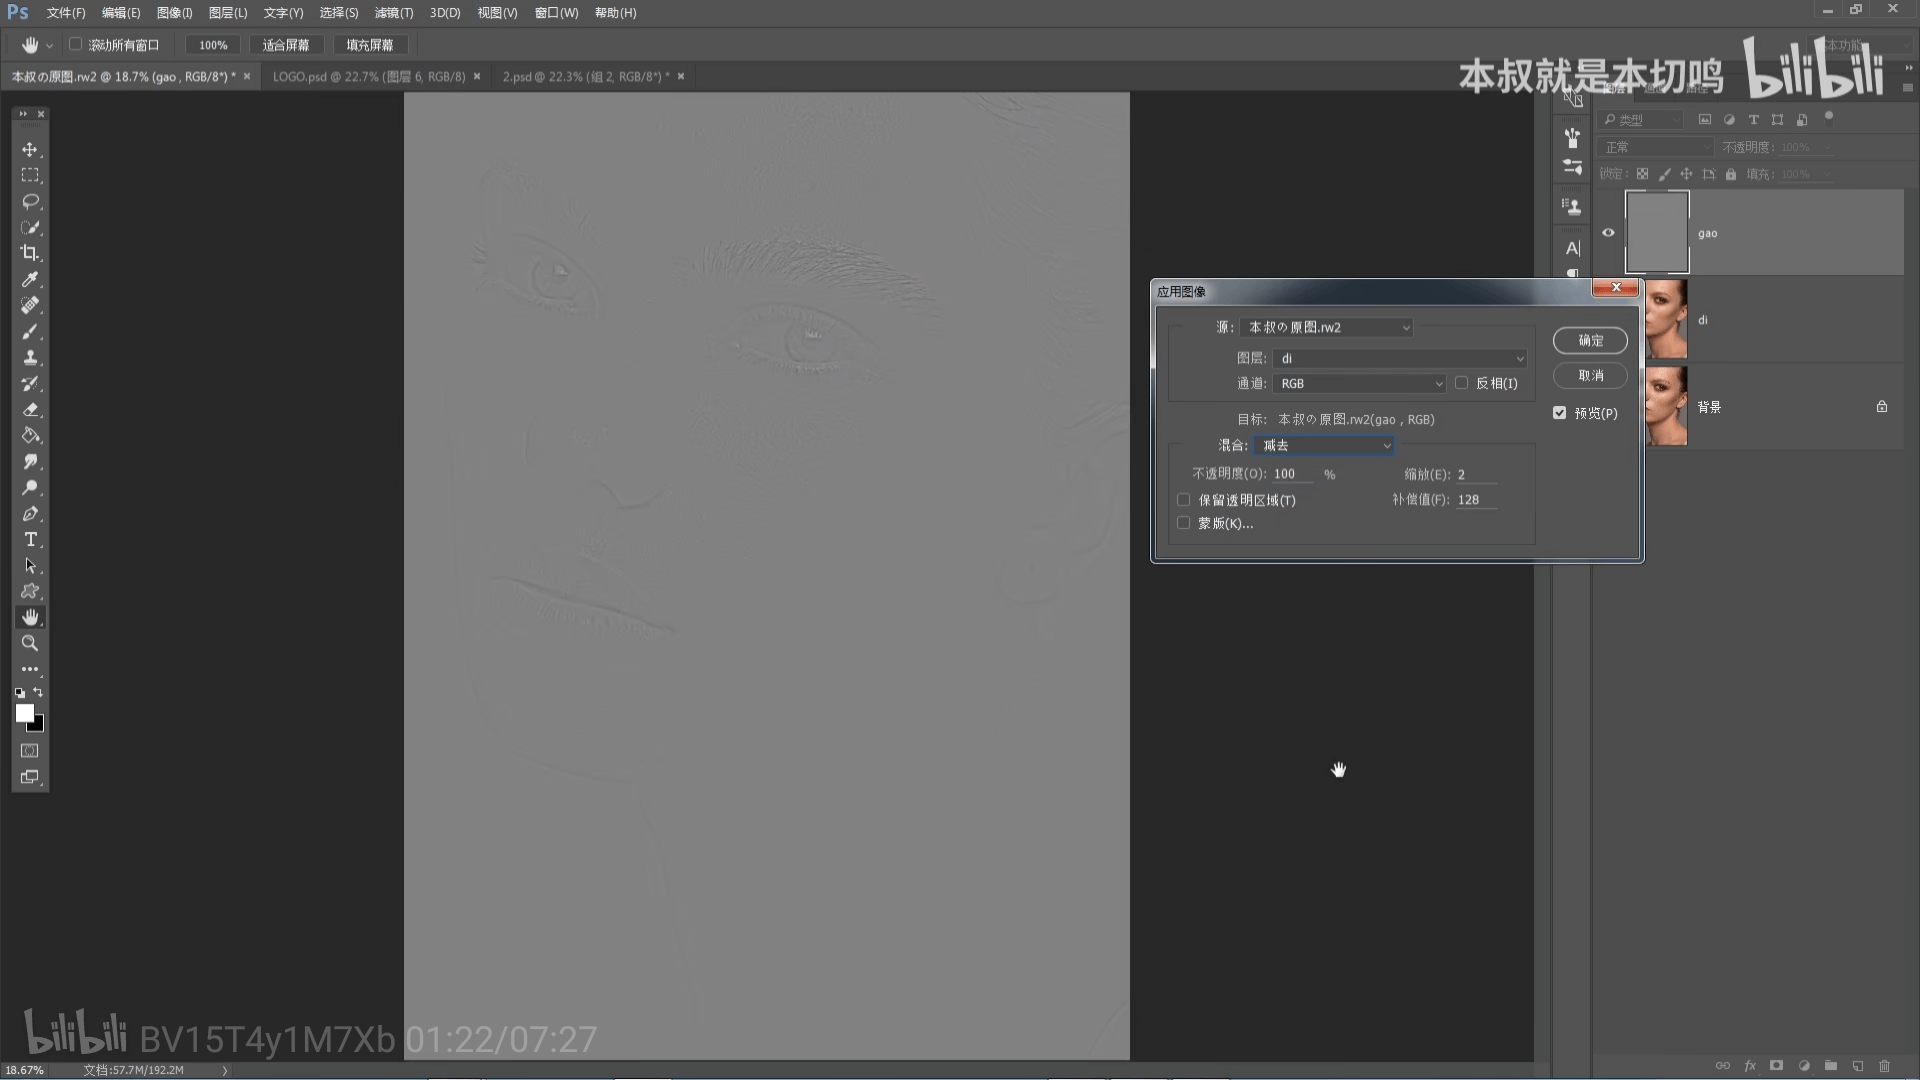 Ps 文件(F) 编辑(E) 图像(I) 图层(L) 文字(Y) 选择(S) 滤镜(T) 3D(D) 视图(V) 窗口(W) 帮助(H)
滚动所有窗口 100% 适合屏幕 填充屏幕
本叔の原图.rw2 @ 18.7% (gao , RGB/8*) * LOGO.psd @ 22.7% (图层 6, RGB/8) 2.psd @ 22.3% (组 2, RGB/8*) *
本叔就是本切鸣 bilibili
类型
正常 不透明度: 100%
锁定: 填充: 100%
gao
di
背景
应用图像
源: 本叔の原图.rw2
确定
图层: di
取消
通道: RGB 反相(I)
预览(P)
目标: 本叔の原图.rw2(gao , RGB)
混合: 减去
不透明度(O): 100 % 缩放(E): 2
保留透明区域(T) 补偿值(F): 128
蒙版(K)...
bilibili BV15T4y1M7Xb 01:22/07:27
18.67% 文档:57.7M/192.2M